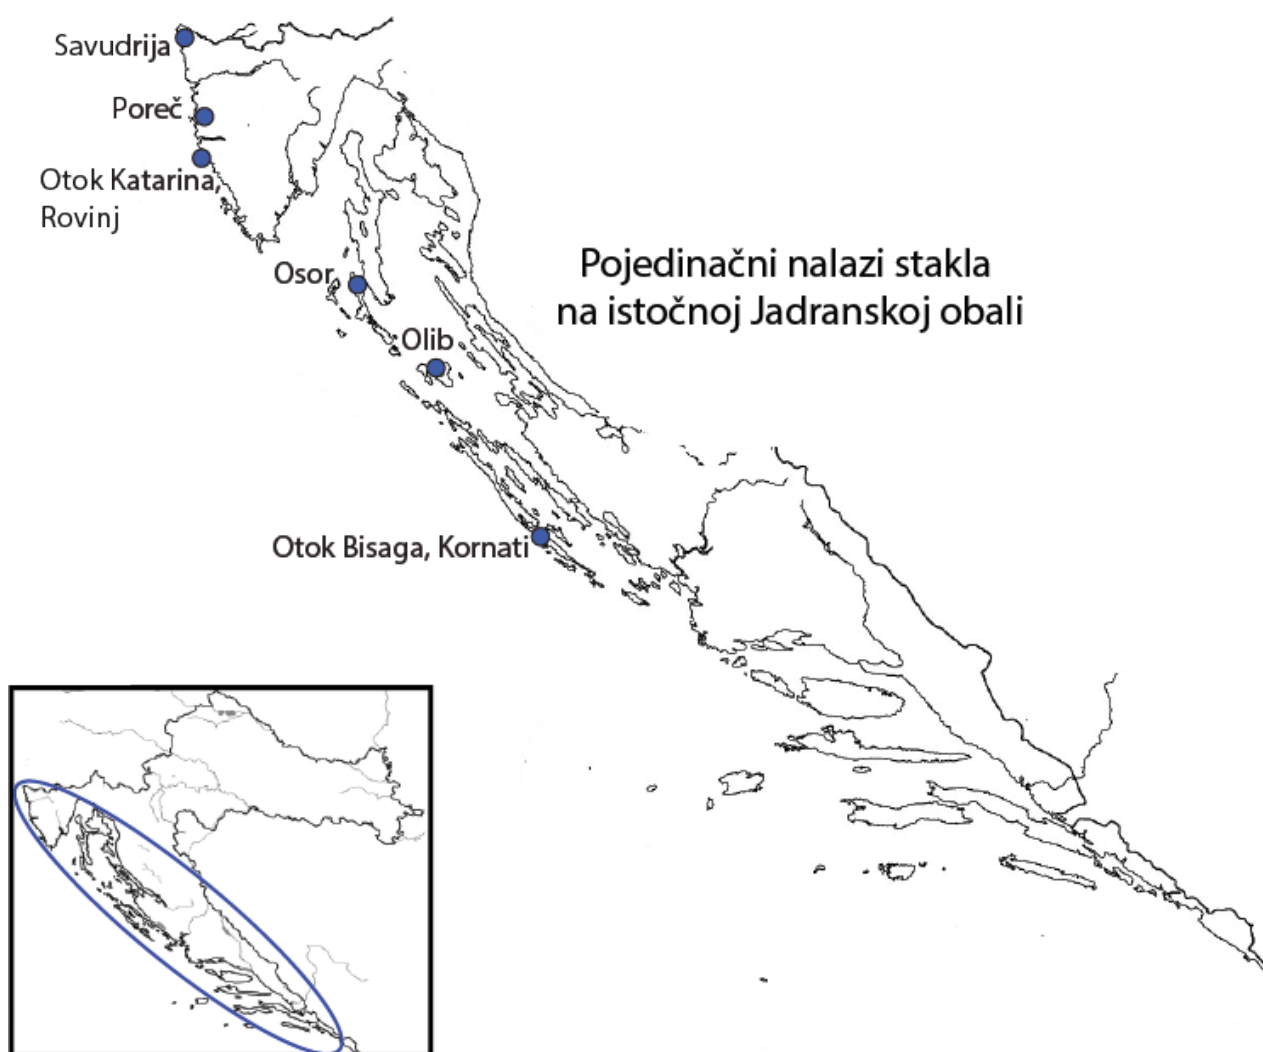 Savudrija
Poreč
Otok Katarina,
Rovinj
Pojedinačni nalazi stakla
na istočnoj Jadranskoj obali
Osor
Olib
Otok Bisaga, Kornati